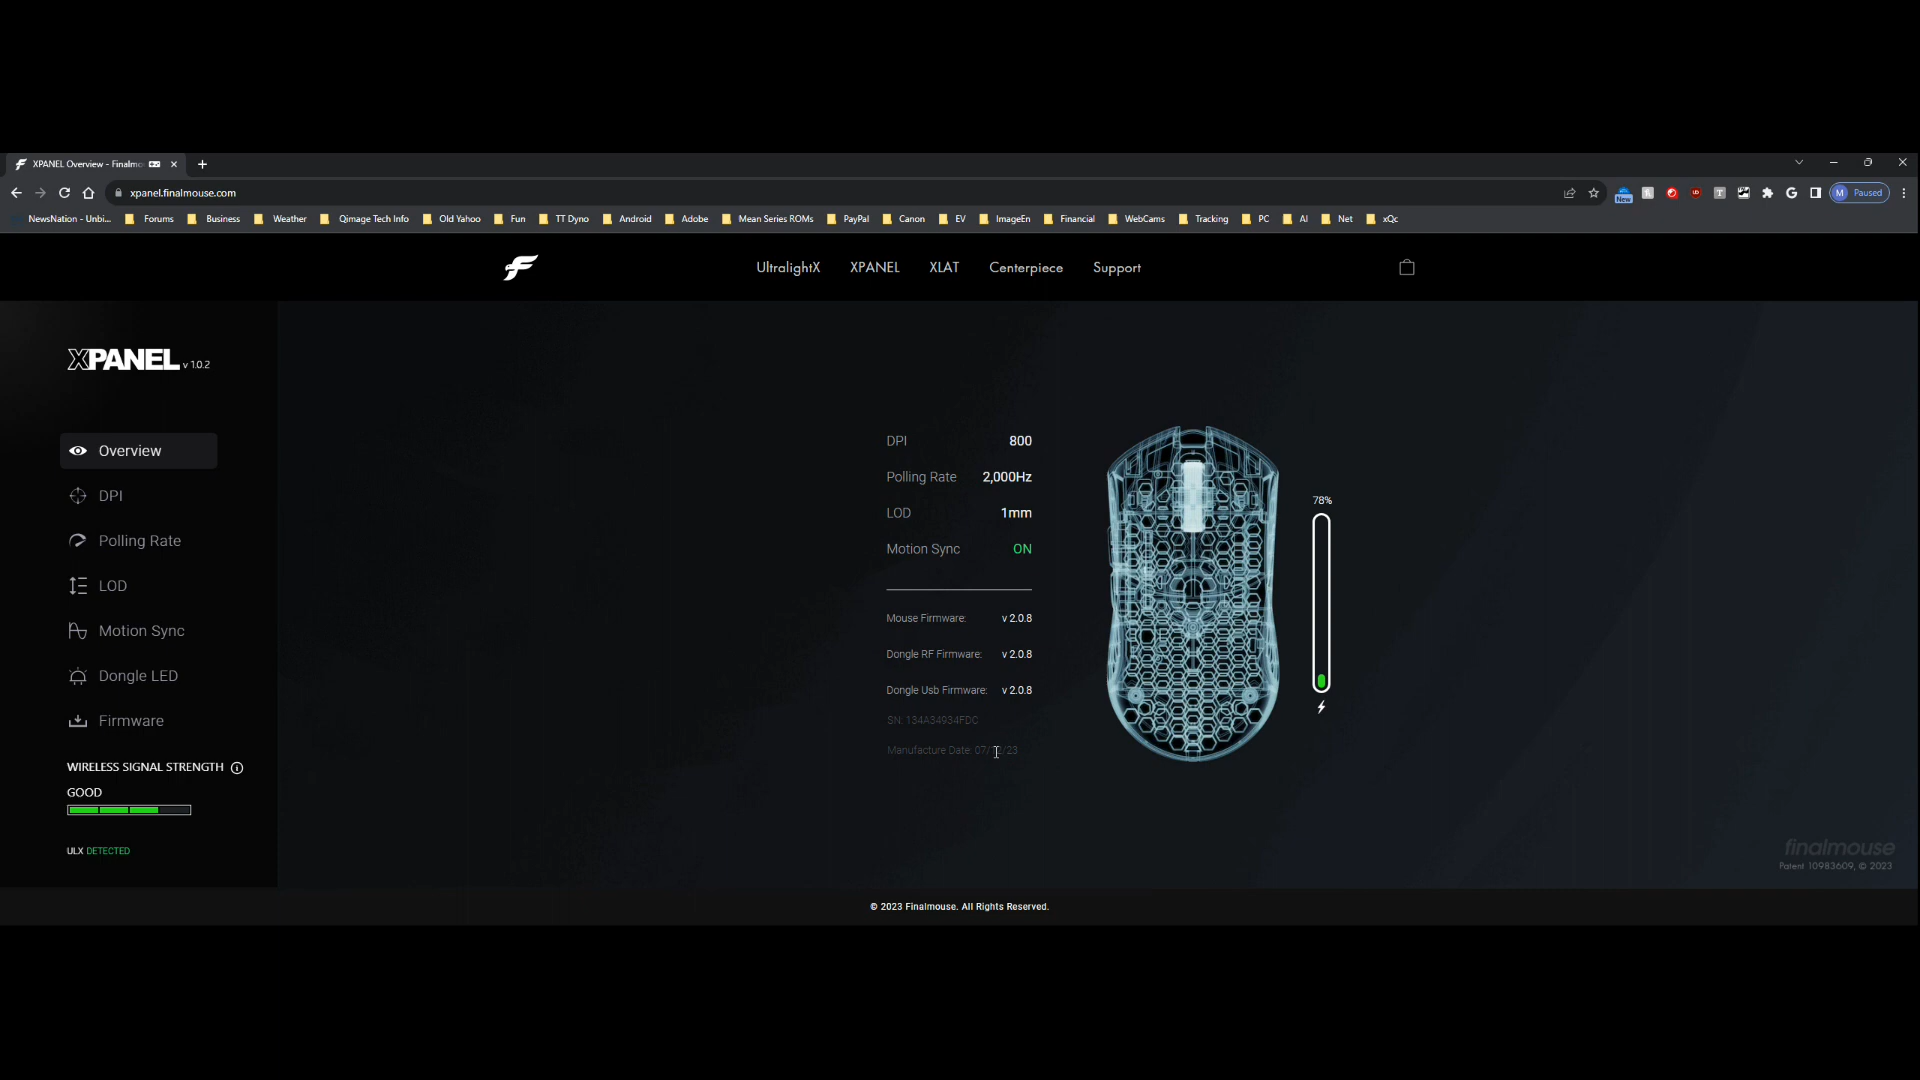 XPANEL Overview - Finalmo
xpanel.finalmouse.com
New
UD
T
G
M Paused
NewsNation - Unbi...
Forums
Business
Weather
Qimage Tech Info
Old Yahoo
Fun
TT Dyno
Android
Adobe
Mean Series ROMs
PayPal
Canon
EV
ImageEn
Financial
WebCams
Tracking
PC
AI
Net
xQc
UltralightX
XPANEL
XLAT
Centerpiece
Support
XPANEL v 1.0.2
Overview
DPI
Polling Rate
LOD
Motion Sync
Dongle LED
Firmware
WIRELESS SIGNAL STRENGTH
GOOD
ULX DETECTED
DPI 800
Polling Rate 2,000Hz
LOD 1mm
Motion Sync ON
Mouse Firmware: v 2.0.8
Dongle RF Firmware: v 2.0.8
Dongle Usb Firmware: v 2.0.8
SN: 134A34934FDC
Manufacture Date:
78%
finalmouse
Patent 10983609, © 2023
© 2023 Finalmouse. All Rights Reserved.